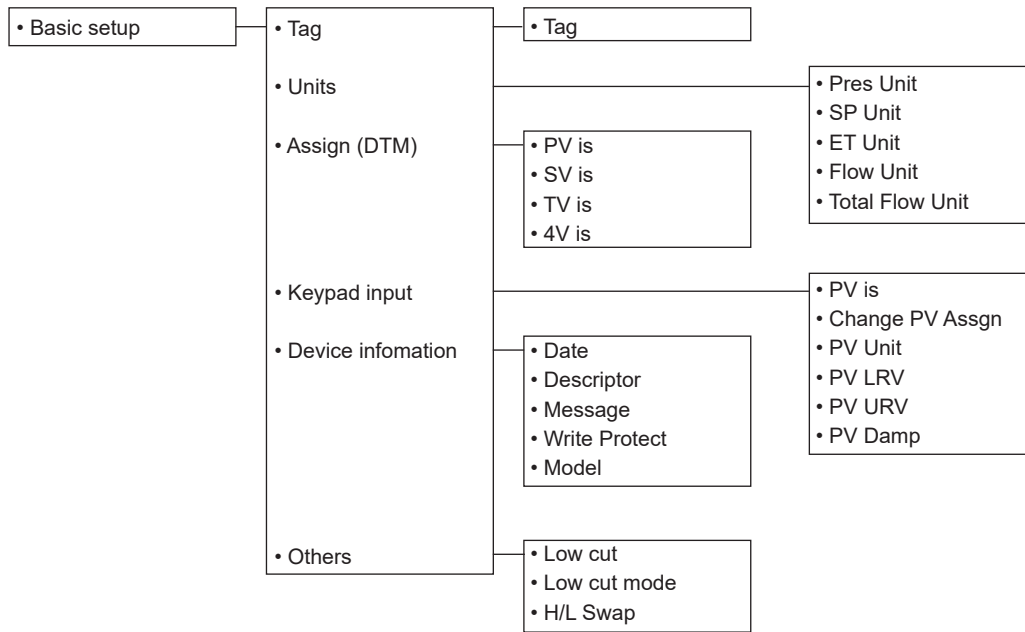 • Basic setup
• Tag
• Tag
• Units
• Pres Unit
• SP Unit
• ET Unit
• Flow Unit
• Total Flow Unit
• Assign (DTM)
• PV is
• SV is
• TV is
• 4V is
• Keypad input
• PV is
• Change PV Assgn
• PV Unit
• PV LRV
• PV URV
• PV Damp
• Device infomation
• Date
• Descriptor
• Message
• Write Protect
• Model
• Others
• Low cut
• Low cut mode
• H/L Swap